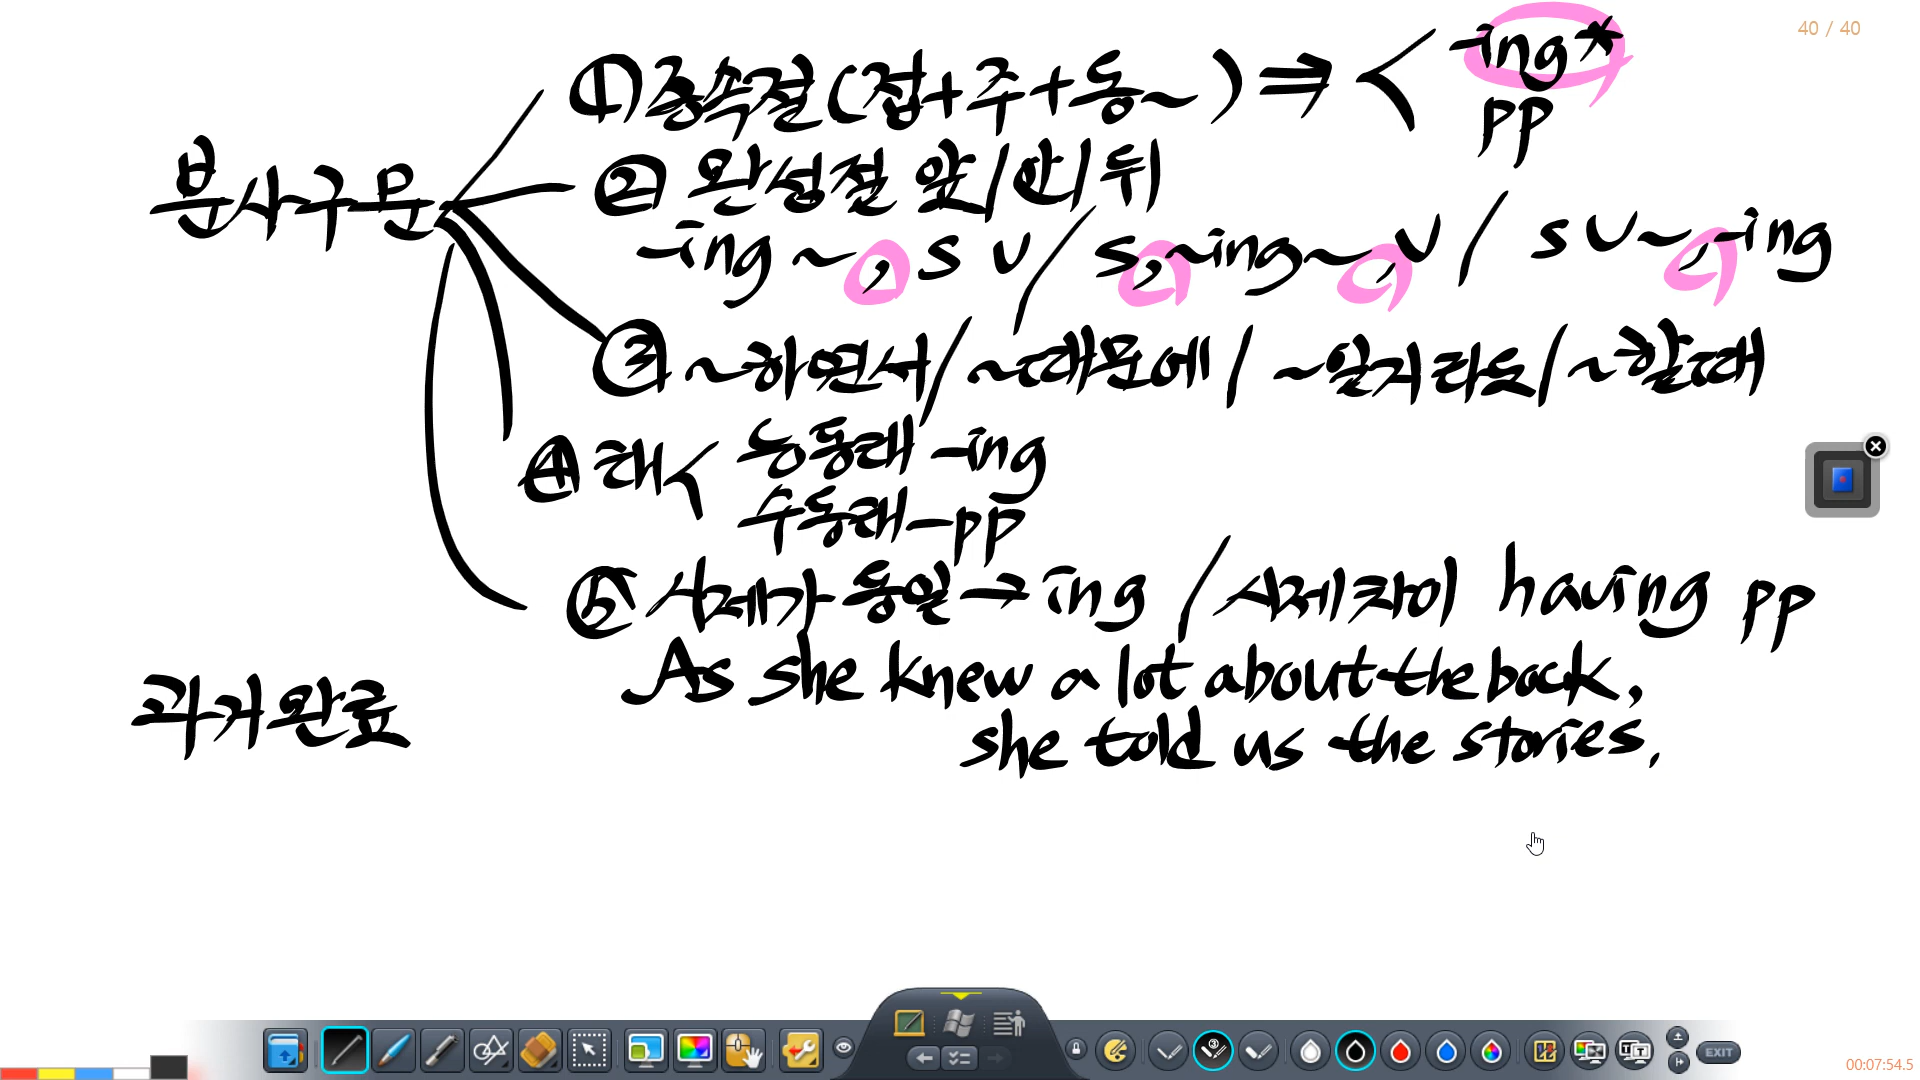 40 / 40
① 종속절(접+주+동~) ⇒ < -ing*
pp
분사구문
② 완성절 앞/안/뒤
-ing ~, s v / s, ~ing~, v / s v ~, -ing
③ ~하면서/ ~때문에/ ~일지라도/ ~할때
④ 태 < 능동태 -ing
수동태 -pp
⑤ 시제가 동일 → ing / 시제차이 having pp
As she knew a lot about the book,
과거완료
she told us the stories.
EXIT
00:07:54.5